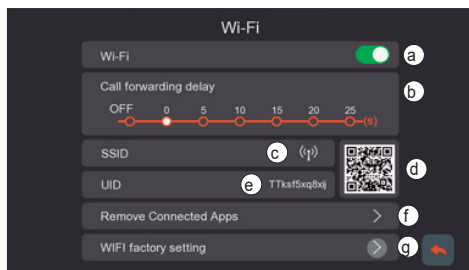 Wi-Fi
Wi-Fi a
Call forwarding delay b
OFF 0 5 10 15 20 25
(s)
SSID c
d
UID e TTksf5xq8xij
Remove Connected Apps f
WIFI factory setting g